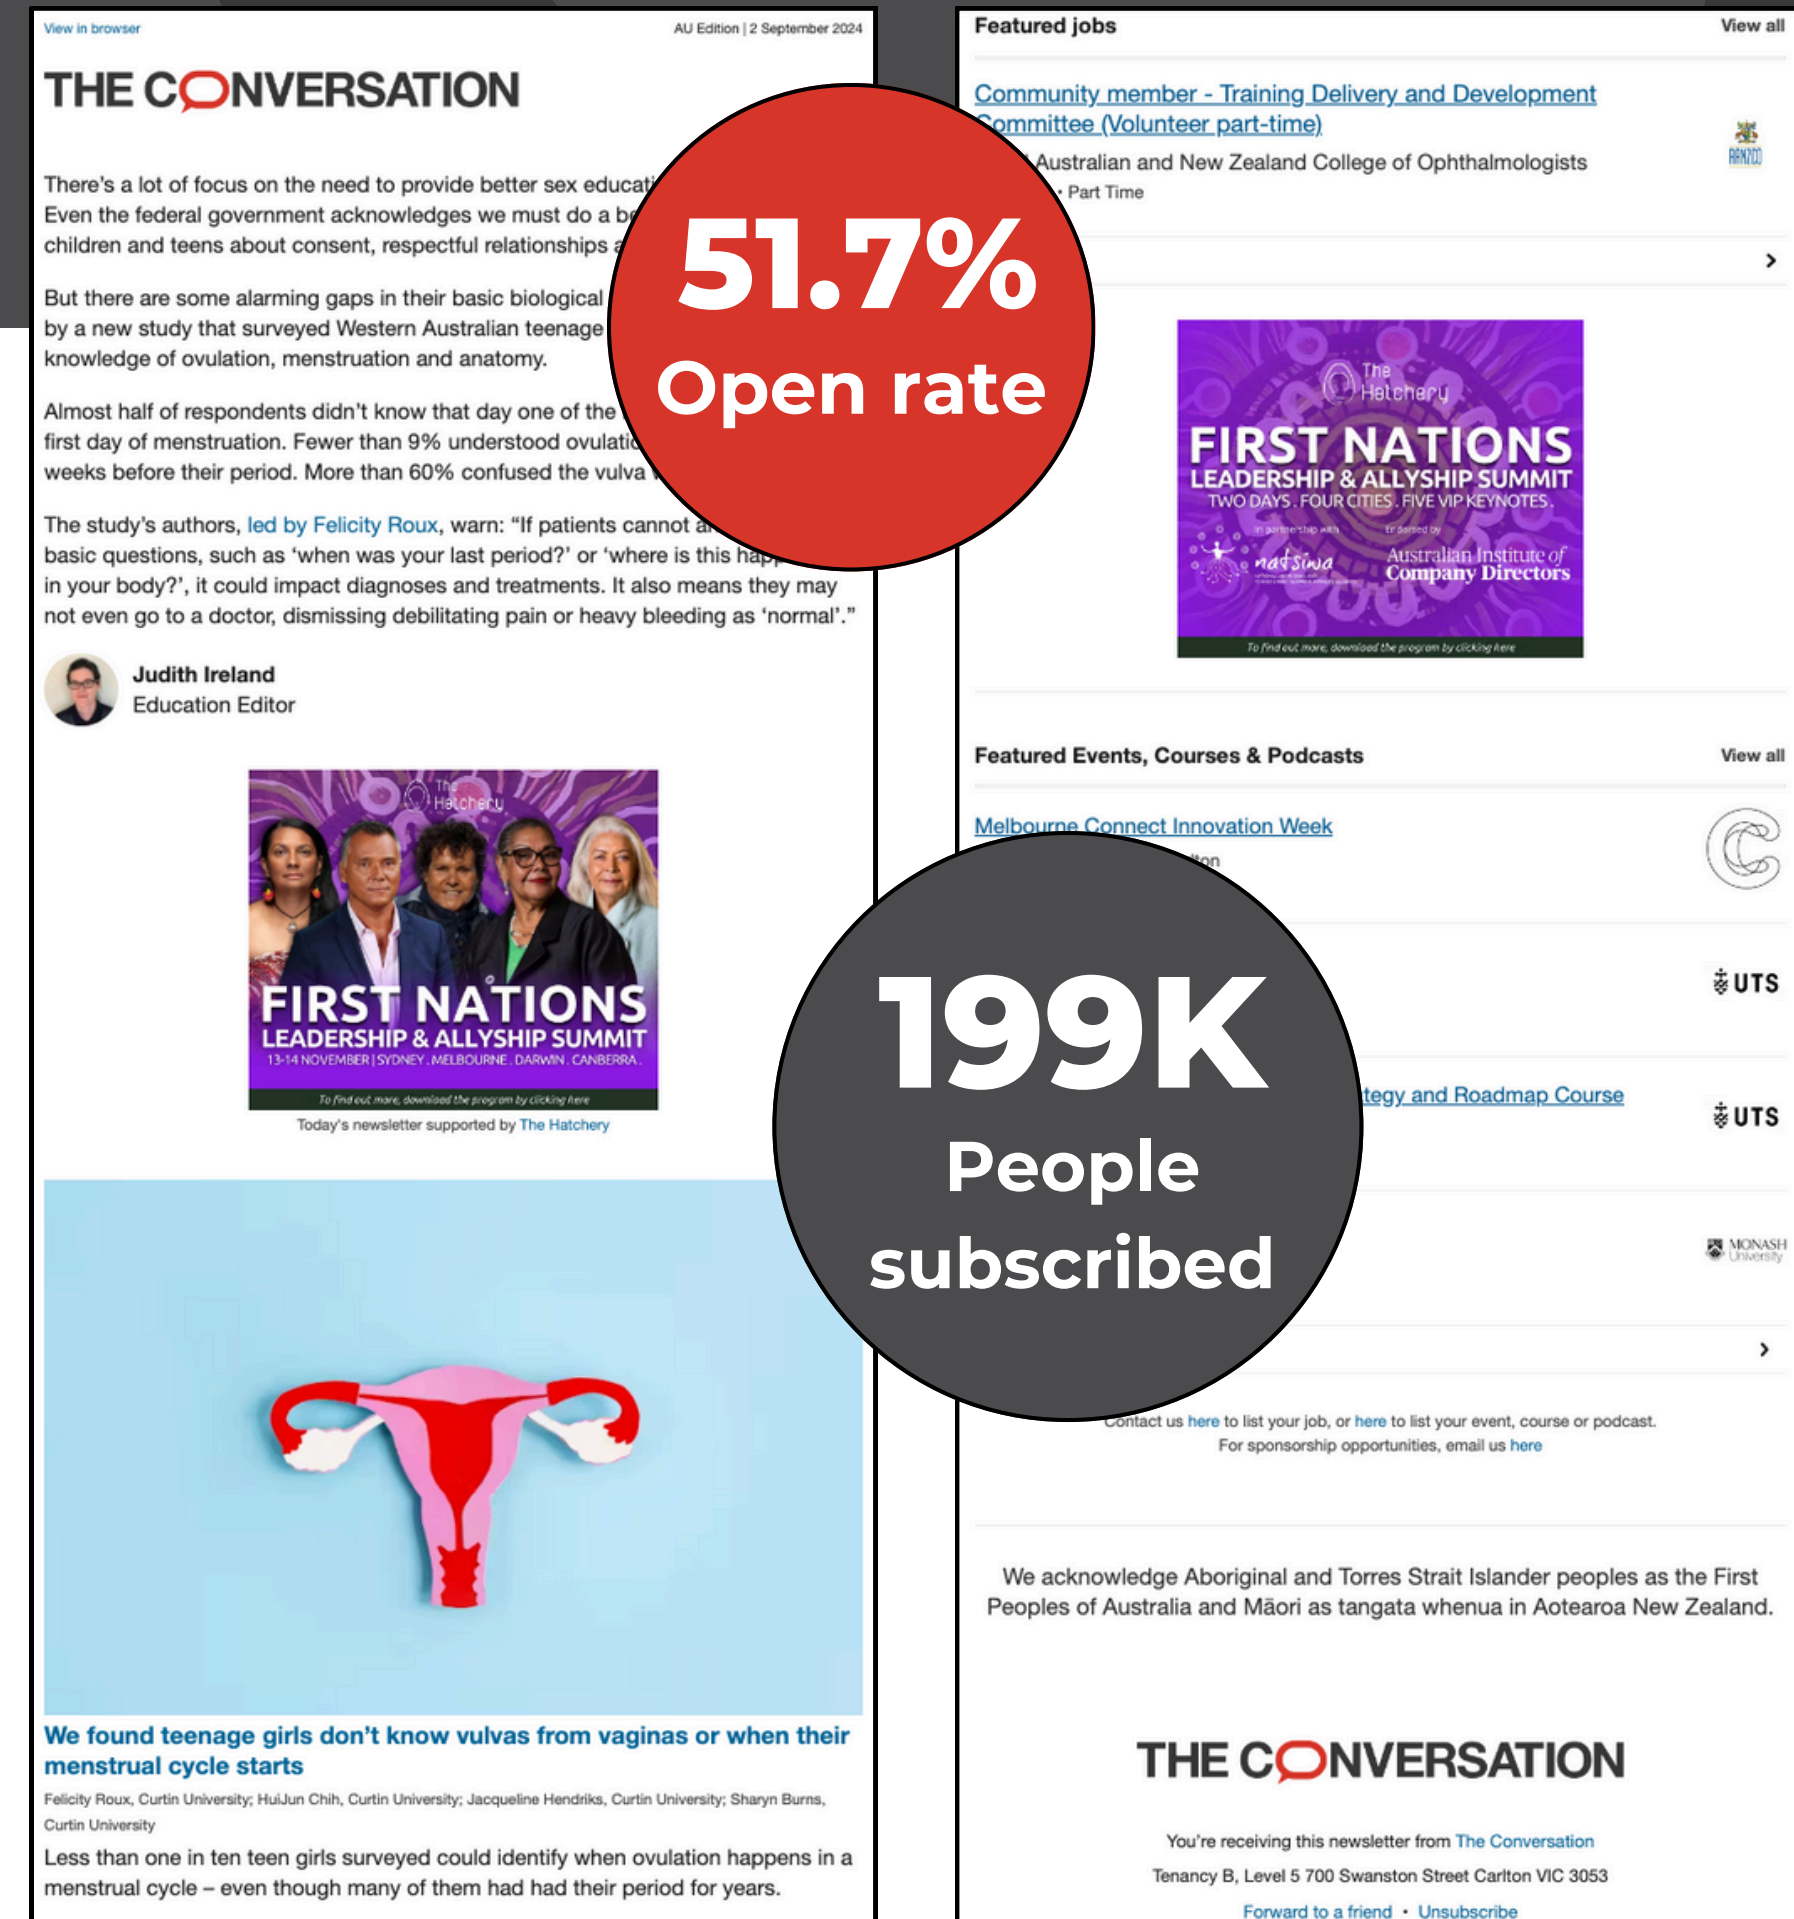 View in browser
AU Edition | 2 September 2024
THE CONVERSATION
There's a lot of focus on the need to provide better sex educati
Even the federal government acknowledges we must do a be
children and teens about consent, respectful relationships a
But there are some alarming gaps in their basic biological
by a new study that surveyed Western Australian teenage
knowledge of ovulation, menstruation and anatomy.
Almost half of respondents didn't know that day one of the
first day of menstruation. Fewer than 9% understood ovulatio
weeks before their period. More than 60% confused the vulva
The study's authors, led by Felicity Roux, warn: “If patients cannot a
basic questions, such as ‘when was your last period?’ or ‘where is this hap
in your body?’, it could impact diagnoses and treatments. It also means they may
not even go to a doctor, dismissing debilitating pain or heavy bleeding as ‘normal’.”
Judith Ireland
Education Editor
The
Hatchery
FIRST NATIONS
LEADERSHIP & ALLYSHIP SUMMIT
13-14 NOVEMBER | SYDNEY . MELBOURNE . DARWIN . CANBERRA .
To find out more, download the program by clicking here
Today's newsletter supported by The Hatchery
We found teenage girls don't know vulvas from vaginas or when their
menstrual cycle starts
Felicity Roux, Curtin University; HuiJun Chih, Curtin University; Jacqueline Hendriks, Curtin University; Sharyn Burns,
Curtin University
Less than one in ten teen girls surveyed could identify when ovulation happens in a
menstrual cycle – even though many of them had had their period for years.
51.7%
Open rate
199K
People
subscribed
Featured jobs
View all
Community member - Training Delivery and Development
Committee (Volunteer part-time)
Australian and New Zealand College of Ophthalmologists
• Part Time
RANZCO
The
Hatchery
FIRST NATIONS
LEADERSHIP & ALLYSHIP SUMMIT
TWO DAYS . FOUR CITIES . FIVE VIP KEYNOTES .
In partnership with
Endorsed by
natsiwa
Australian Institute of
Company Directors
To find out more, download the program by clicking here
Featured Events, Courses & Podcasts
View all
Melbourne Connect Innovation Week
lton
UTS
tegy and Roadmap Course
UTS
MONASH
University
Contact us here to list your job, or here to list your event, course or podcast.
For sponsorship opportunities, email us here
We acknowledge Aboriginal and Torres Strait Islander peoples as the First
Peoples of Australia and Māori as tangata whenua in Aotearoa New Zealand.
THE CONVERSATION
You're receiving this newsletter from The Conversation
Tenancy B, Level 5 700 Swanston Street Carlton VIC 3053
Forward to a friend • Unsubscribe